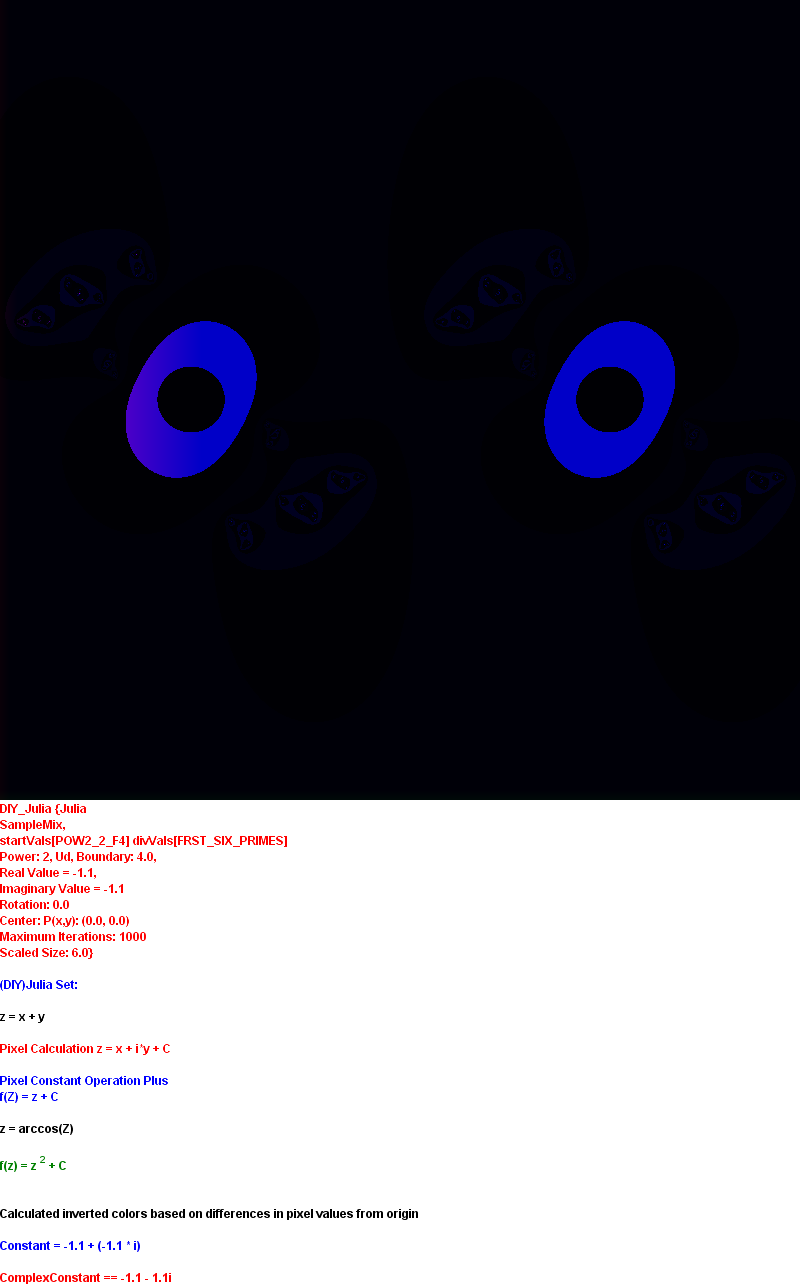 DIY_Julia {Julia
SampleMix,
startVals[POW2_2_F4] divVals[FRST_SIX_PRIMES]
Power: 2, Ud, Boundary: 4.0,
Real Value = -1.1,
Imaginary Value = -1.1
Rotation: 0.0
Center: P(x,y): (0.0, 0.0)
Maximum Iterations: 1000
Scaled Size: 6.0}
(DIY)Julia Set:
z = x + y
Pixel Calculation z = x + i*y + C
Pixel Constant Operation Plus
f(Z) = z + C
z = arccos(Z)
f(z) = z 2 + C
Calculated inverted colors based on differences in pixel values from origin
Constant = -1.1 + (-1.1 * i)
ComplexConstant == -1.1 - 1.1i